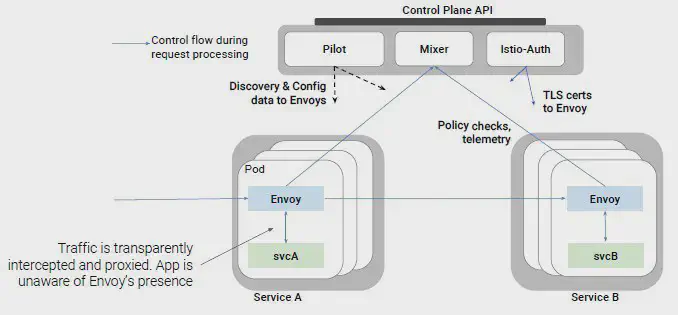 Control Plane API
Control flow during
request processing
Pilot
Mixer
Istio-Auth
Discovery & Config
data to Envoys
TLS certs
to Envoy
Policy checks,
telemetry
Pod
Envoy
Envoy
Traffic is transparently
intercepted and proxied. App is
unaware of Envoy's presence
svcA
svcB
Service A
Service B